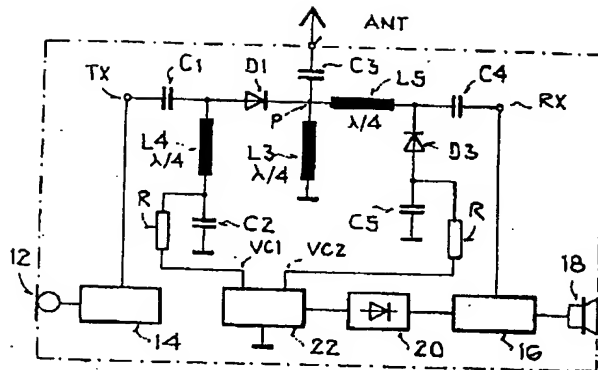 ANT
TX
C1
D1
C3
L5
C4
RX
P
λ/4
L4
λ/4
L3
λ/4
D3
R
C2
C5
R
VC1
VC2
12
18
14
22
20
16